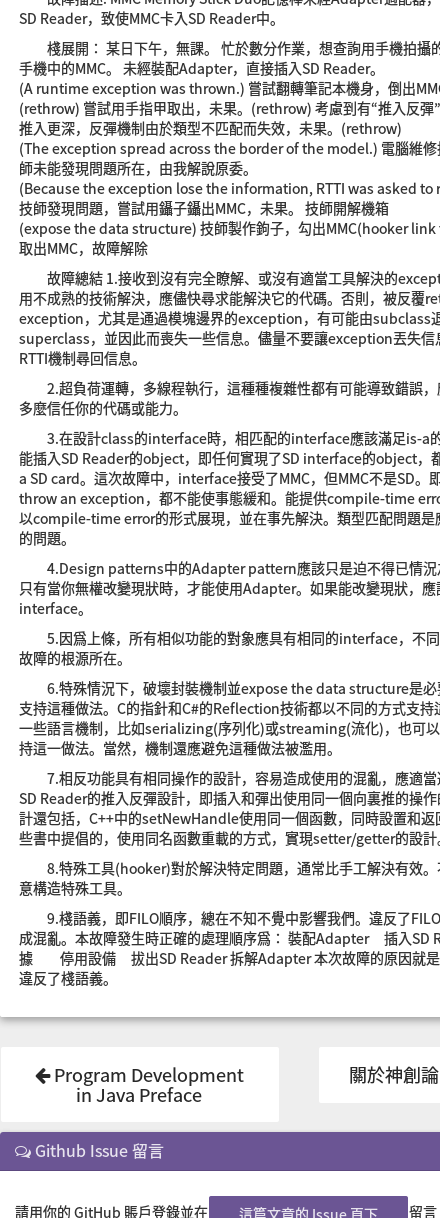 故障描述: MMC Memory Stick Duo記憶棒未經Adapter適配器，
SD Reader，致使MMC卡入SD Reader中。
棧展開： 某日下午，無課。 忙於數分作業，想查詢用手機拍攝的
手機中的MMC。 未經裝配Adapter，直接插入SD Reader。
(A runtime exception was thrown.) 嘗試翻轉筆記本機身，倒出MMC
(rethrow) 嘗試用手指甲取出，未果。(rethrow) 考慮到有“推入反彈”
推入更深，反彈機制由於類型不匹配而失效，未果。(rethrow)
(The exception spread across the border of the model.) 電腦維修
師未能發現問題所在，由我解說原委。
(Because the exception lose the information, RTTI was asked to r
技師發現問題，嘗試用鑷子鑷出MMC，未果。 技師開解機箱
(expose the data structure) 技師製作鉤子，勾出MMC(hooker link
取出MMC，故障解除
故障總結 1.接收到沒有完全瞭解、或沒有適當工具解決的except
用不成熟的技術解決，應儘快尋求能解決它的代碼。否則，被反覆ret
exception，尤其是通過模塊邊界的exception，有可能由subclass退
superclass，並因此而喪失一些信息。儘量不要讓exception丟失信息
RTTI機制尋回信息。
2.超負荷運轉，多線程執行，這種種複雜性都有可能導致錯誤，
多麼信任你的代碼或能力。
3.在設計class的interface時，相匹配的interface應該滿足is-a的
能插入SD Reader的object，即任何實現了SD interface的object，都
a SD card。這次故障中，interface接受了MMC，但MMC不是SD。即
throw an exception，都不能使事態緩和。能提供compile-time erro
以compile-time error的形式展現，並在事先解決。類型匹配問題是
的問題。
4.Design patterns中的Adapter pattern應該只是迫不得已情況
只有當你無權改變現狀時，才能使用Adapter。如果能改變現狀，應
interface。
5.因爲上條，所有相似功能的對象應具有相同的interface，不同
故障的根源所在。
6.特殊情況下，破壞封裝機制並expose the data structure是必
支持這種做法。C的指針和C#的Reflection技術都以不同的方式支持
一些語言機制，比如serializing(序列化)或streaming(流化)，也可以
持這一做法。當然，機制還應避免這種做法被濫用。
7.相反功能具有相同操作的設計，容易造成使用的混亂，應適當
SD Reader的推入反彈設計，即插入和彈出使用同一個向裏推的操作
計還包括，C++中的setNewHandle使用同一個函數，同時設置和返
些書中提倡的，使用同名函數重載的方式，實現setter/getter的設計。
8.特殊工具(hooker)對於解決特定問題，通常比手工解決有效。
意構造特殊工具。
9.棧語義，即FILO順序，總在不知不覺中影響我們。違反了FILO
成混亂。本故障發生時正確的處理順序爲： 裝配Adapter 插入SD R
據 停用設備 拔出SD Reader 拆解Adapter 本次故障的原因就是
違反了棧語義。
Program Development
in Java Preface
關於神創論
Github Issue 留言
請用你的 GitHub 賬戶登錄並在 這篇文章的 Issue 頁下 留言